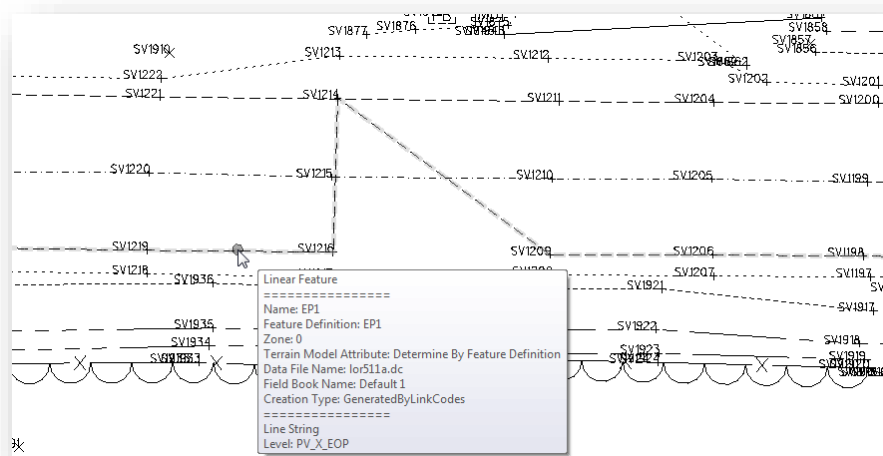 SV1877
SV1876
SV1858
SV1857
SV1856
SV1919
SV1213
SV1212
SV1203
SV1222
SV1202
SV1201
SV1221
SV1214
SV1211
SV1204
SV1200
SV1220
SV1215
SV1210
SV1205
SV1199
SV1219
SV1216
SV1209
SV1206
SV1198
SV1218
SV1207
SV1197
SV1936
SV1921
SV1917
SV1935
SV1922
SV1934
SV1918
SV1923
SV1919
Linear Feature
================
Name: EP1
Feature Definition: EP1
Zone: 0
Terrain Model Attribute: Determine By Feature Definition
Data File Name: lor511a.dc
Field Book Name: Default 1
Creation Type: GeneratedByLinkCodes
================
Line String
Level: PV_X_EOP